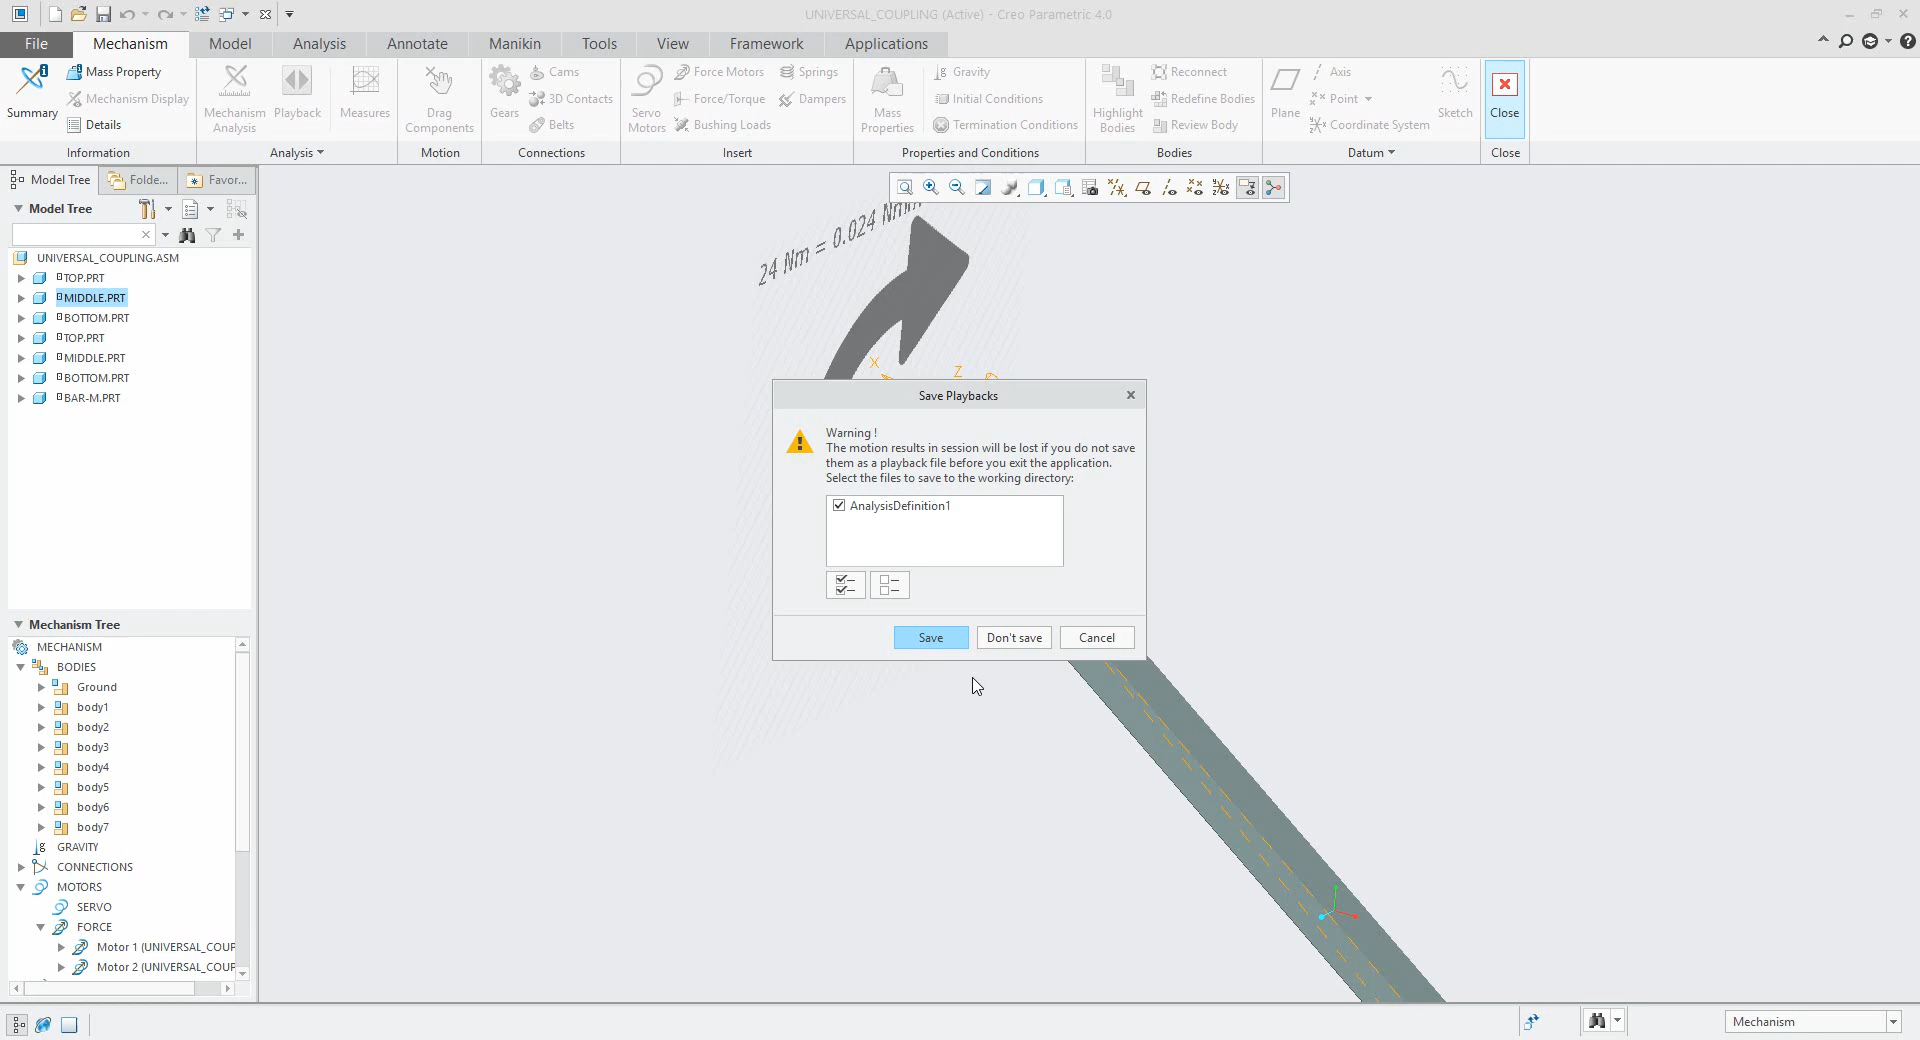 UNIVERSAL_COUPLING (Active) - Creo Parametric 4.0
File
Mechanism
Model
Analysis
Annotate
Manikin
Tools
View
Framework
Applications
Summary
Mass Property
Mechanism Display
Details
Information
Mechanism
Analysis
Playback
Measures
Analysis
Drag
Components
Motion
Gears
Cams
3D Contacts
Belts
Connections
Servo
Motors
Force Motors
Force/Torque
Bushing Loads
Springs
Dampers
Insert
Mass
Properties
Gravity
Initial Conditions
Termination Conditions
Properties and Conditions
Highlight
Bodies
Reconnect
Redefine Bodies
Review Body
Bodies
Plane
Axis
Point
Coordinate System
Sketch
Datum
Close
Close
Model Tree
Folde...
Favor...
Model Tree
UNIVERSAL_COUPLING.ASM
TOP.PRT
MIDDLE.PRT
BOTTOM.PRT
TOP.PRT
MIDDLE.PRT
BOTTOM.PRT
BAR-M.PRT
Mechanism Tree
MECHANISM
BODIES
Ground
body1
body2
body3
body4
body5
body6
body7
GRAVITY
CONNECTIONS
MOTORS
SERVO
FORCE
Motor 1 (UNIVERSAL_COUP
Motor 2 (UNIVERSAL_COUP
24 Nm = 0.024
X
Z
Save Playbacks
Warning !
The motion results in session will be lost if you do not save
them as a playback file before you exit the application.
Select the files to save to the working directory:
AnalysisDefinition1
Save
Don't save
Cancel
Mechanism